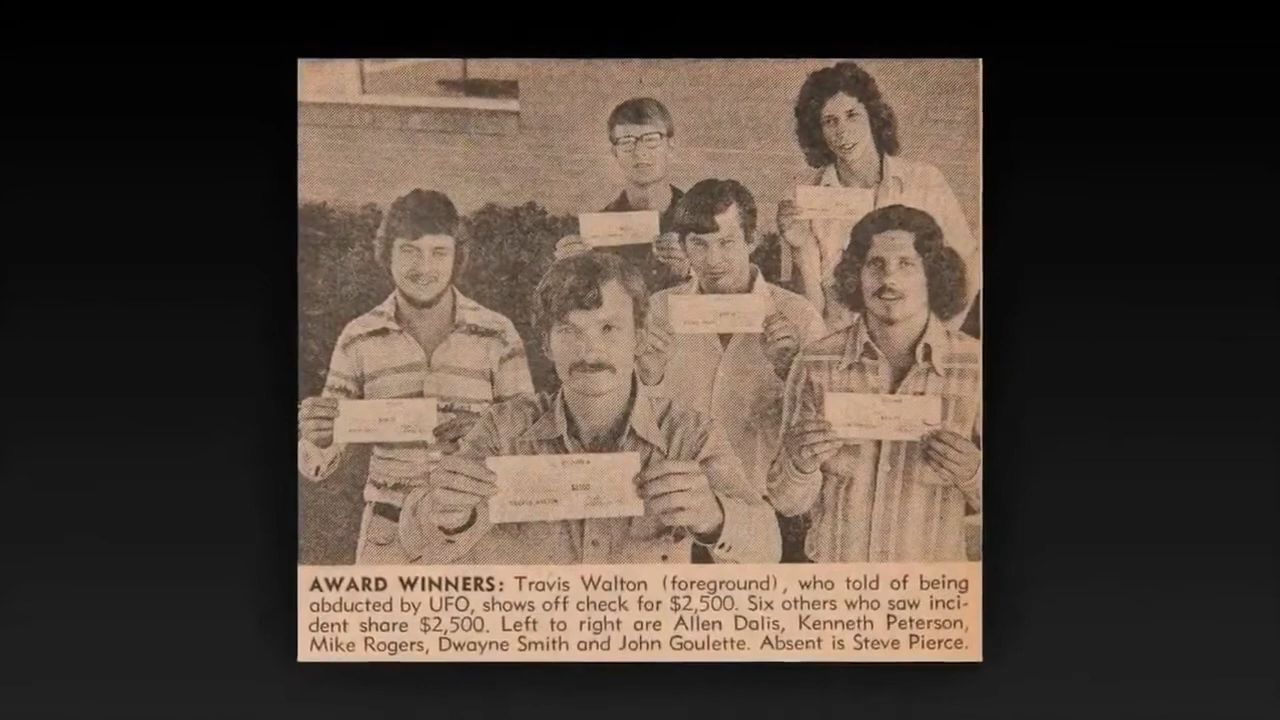 AWARD WINNERS: Travis Walton (foreground), who told of being
abducted by UFO, shows off check for $2,500. Six others who saw inci-
dent share $2,500. Left to right are Allen Dalis, Kenneth Peterson,
Mike Rogers, Dwayne Smith and John Goulette. Absent is Steve Pierce.